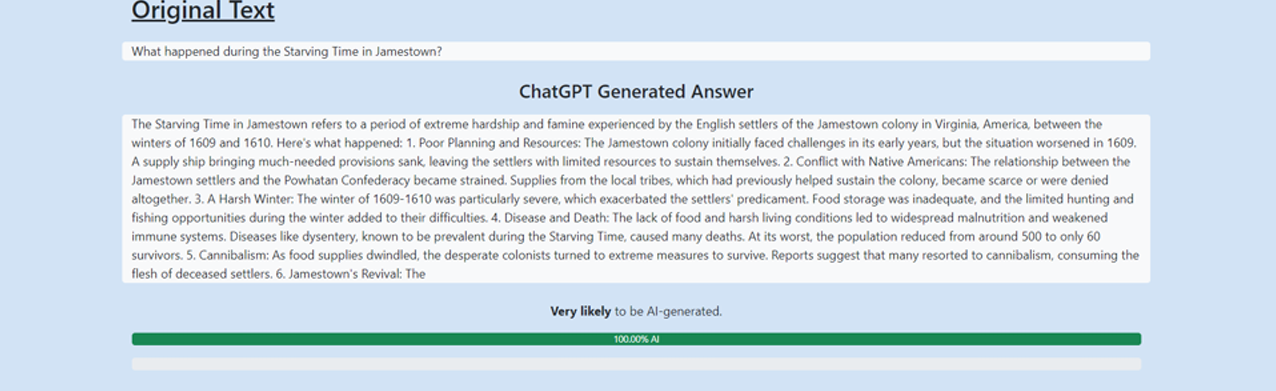 Original Text
What happened during the Starving Time in Jamestown?
ChatGPT Generated Answer
The Starving Time in Jamestown refers to a period of extreme hardship and famine experienced by the English settlers of the Jamestown colony in Virginia, America, between the
winters of 1609 and 1610. Here's what happened: 1. Poor Planning and Resources: The Jamestown colony initially faced challenges in its early years, but the situation worsened in 1609.
A supply ship bringing much-needed provisions sank, leaving the settlers with limited resources to sustain themselves. 2. Conflict with Native Americans: The relationship between the
Jamestown settlers and the Powhatan Confederacy became strained. Supplies from the local tribes, which had previously helped sustain the colony, became scarce or were denied
altogether. 3. A Harsh Winter: The winter of 1609-1610 was particularly severe, which exacerbated the settlers' predicament. Food storage was inadequate, and the limited hunting and
fishing opportunities during the winter added to their difficulties. 4. Disease and Death: The lack of food and harsh living conditions led to widespread malnutrition and weakened
immune systems. Diseases like dysentery, known to be prevalent during the Starving Time, caused many deaths. At its worst, the population reduced from around 500 to only 60
survivors. 5. Cannibalism: As food supplies dwindled, the desperate colonists turned to extreme measures to survive. Reports suggest that many resorted to cannibalism, consuming the
flesh of deceased settlers. 6. Jamestown's Revival: The
Very likely to be AI-generated.
100.00% AI